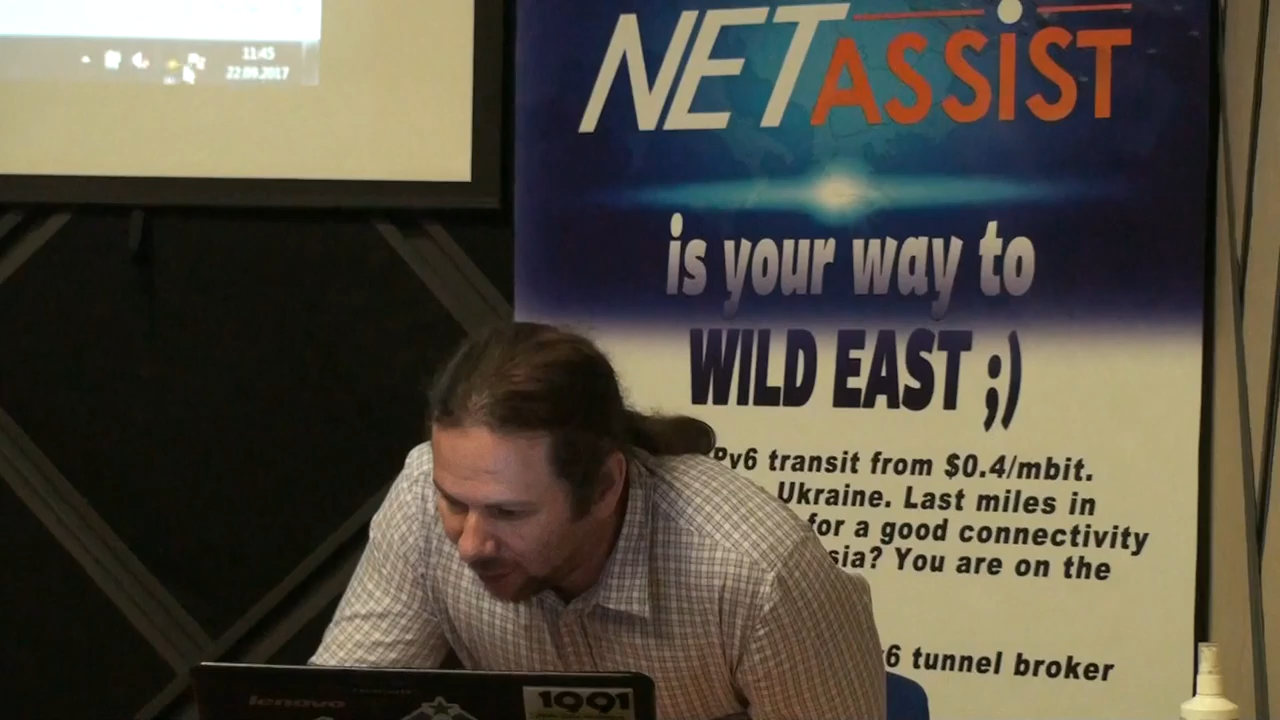 11:45
22.09.2017
NETASSiST
is your way to
WILD EAST ;)
Pv6 transit from $0.4/mbit.
Ukraine. Last miles in
for a good connectivity
sia? You are on the
6 tunnel broker
lenovo
1991